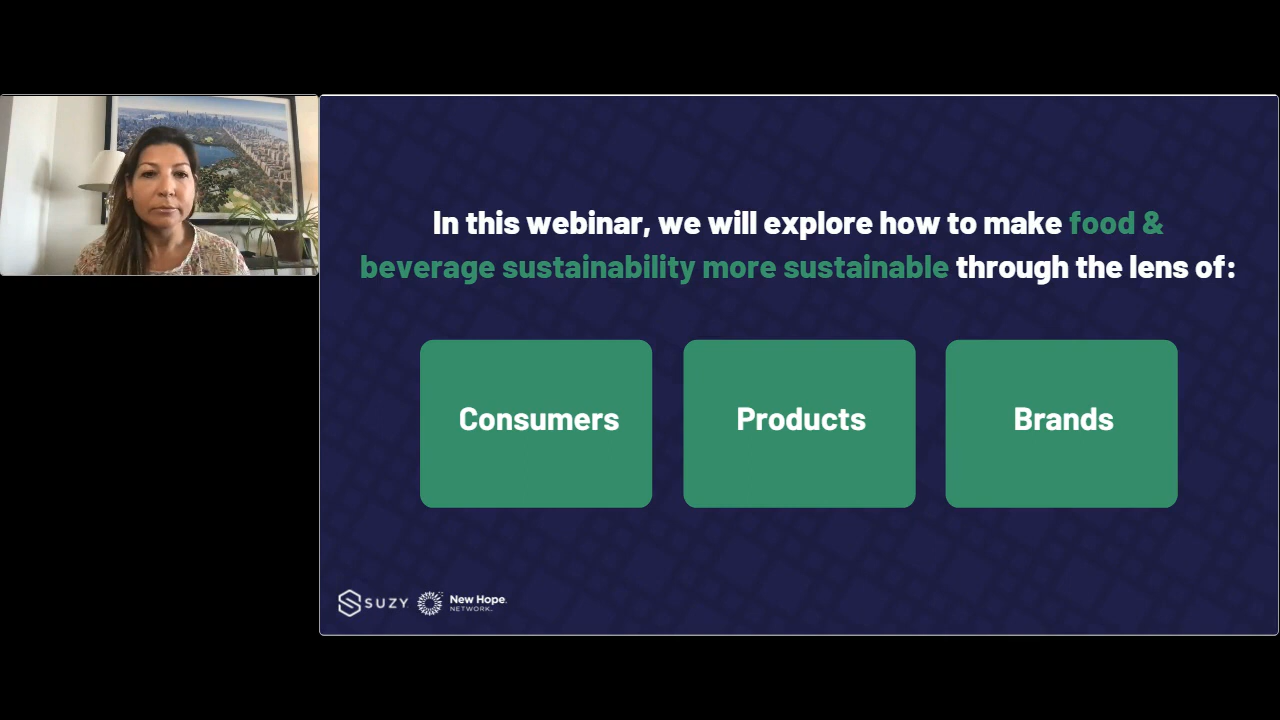 In this webinar, we will explore how to make food &
beverage sustainability more sustainable through the lens of:
Consumers
Products
Brands
SUZY
New Hope
NETWORK